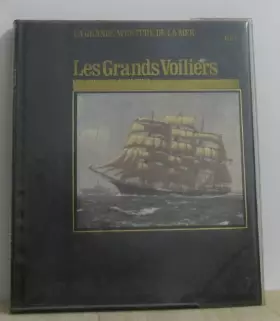 LA GRANDE AVENTURE DE LA MER
Les Grands Voiliers